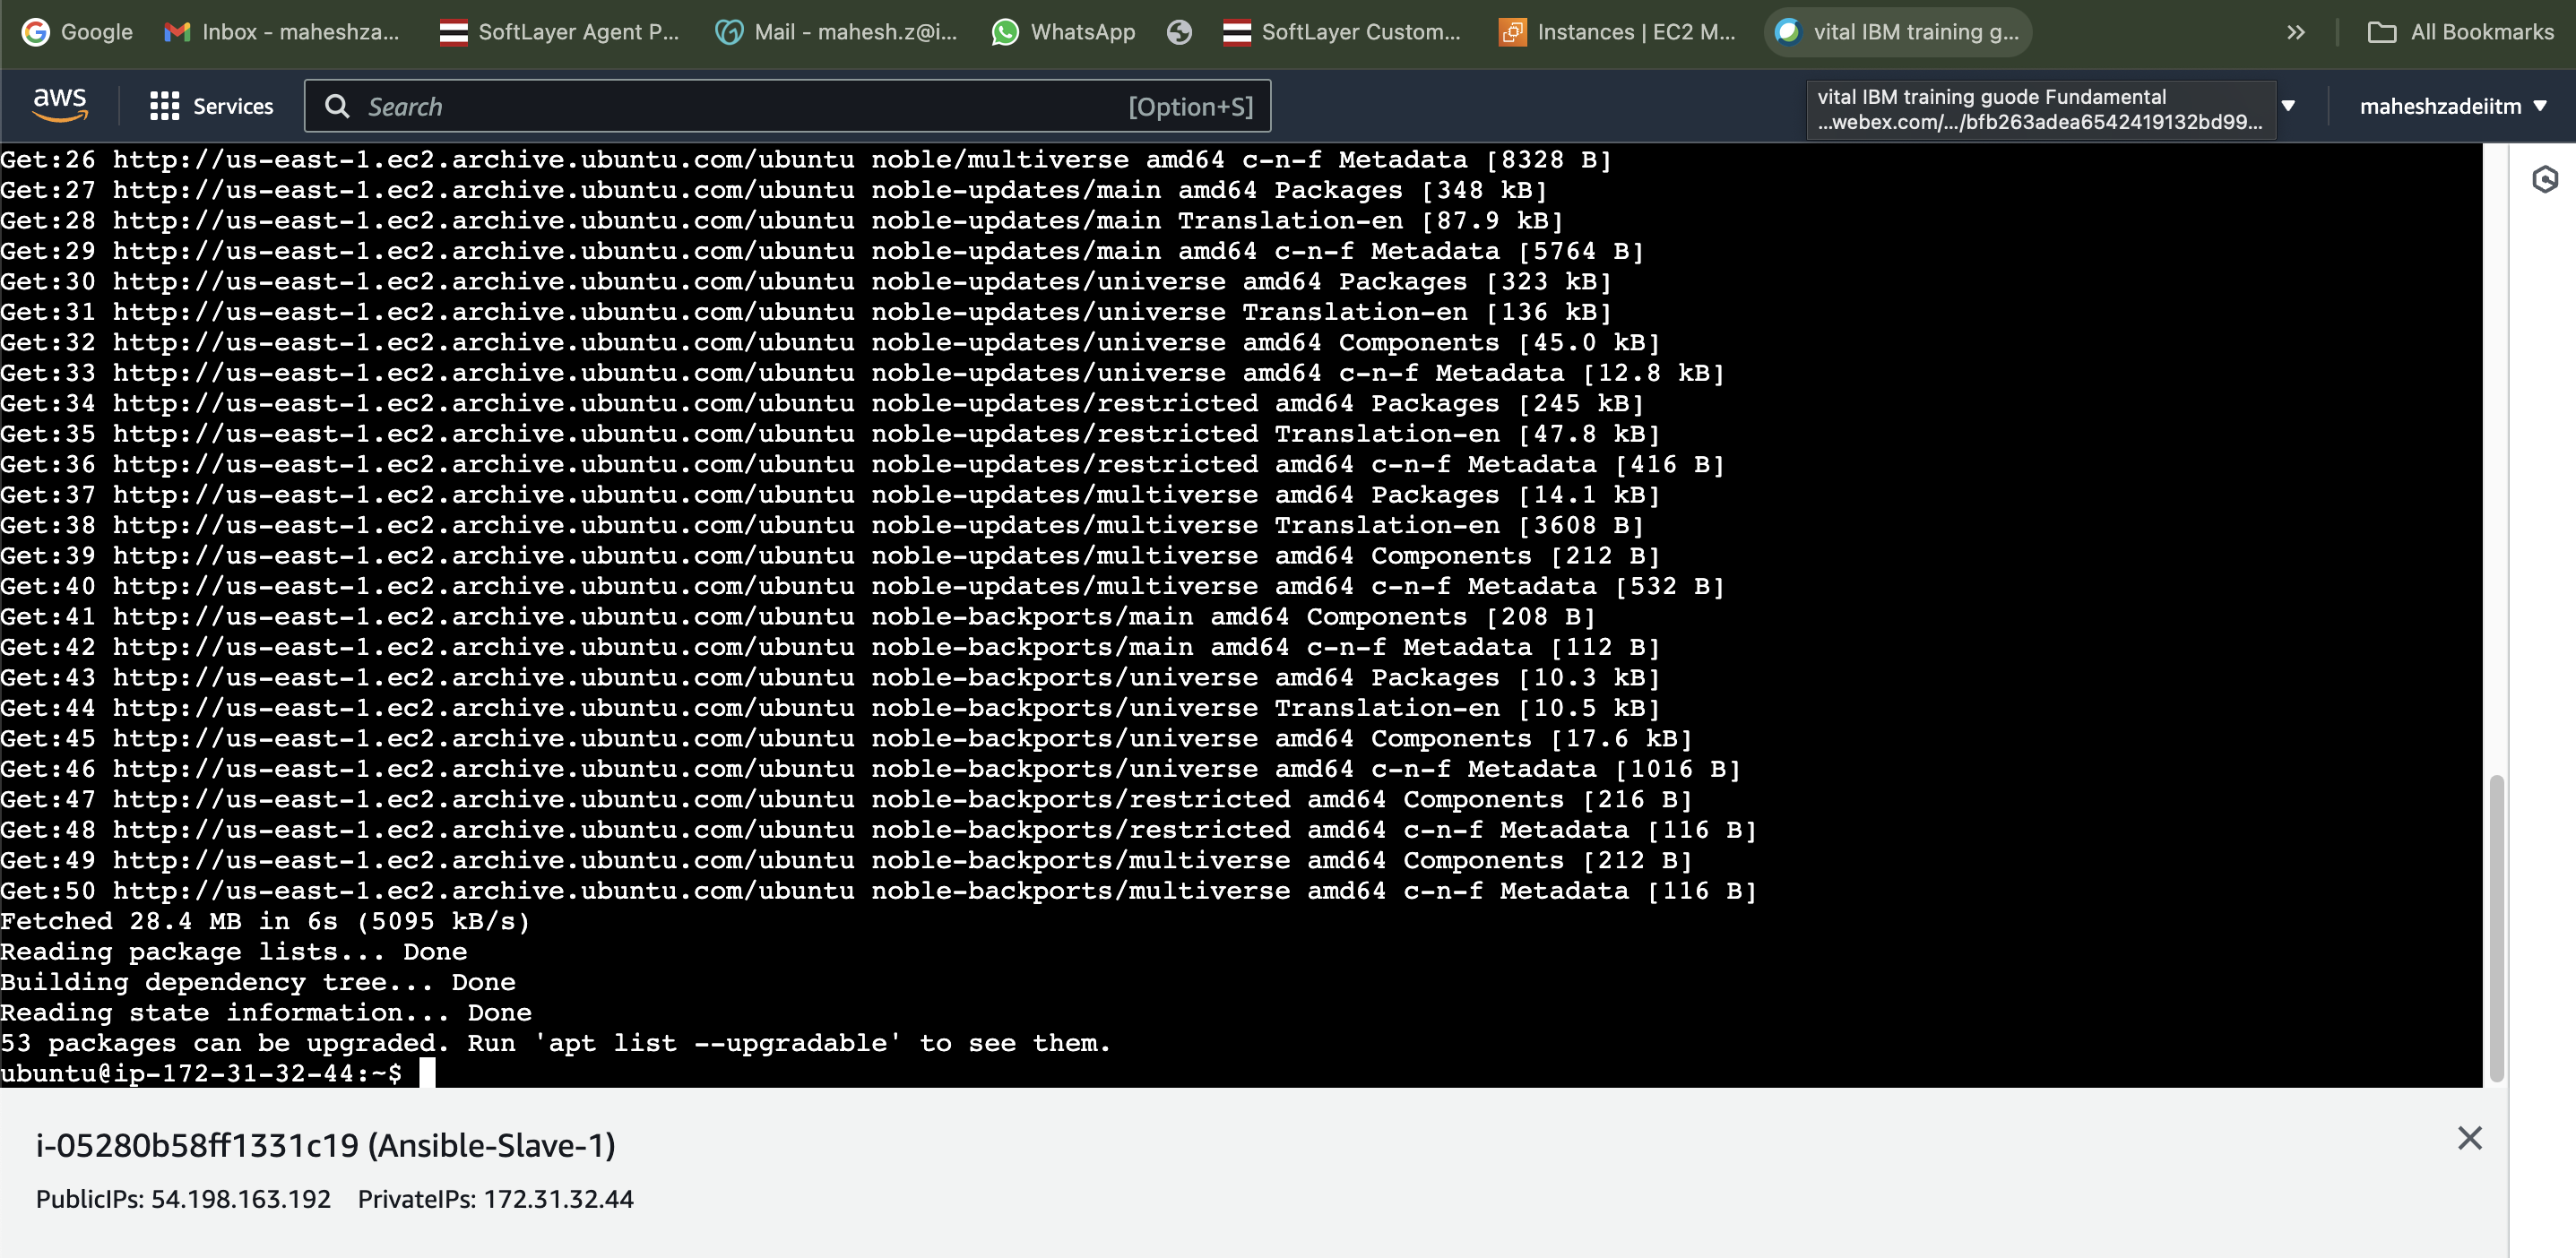 Google Inbox - maheshza... SoftLayer Agent P... Mail - mahesh.z@i... WhatsApp SoftLayer Custom... Instances | EC2 M... vital IBM training g... » All Bookmarks
aws Services Search [Option+S] maheshzadeiitm
vital IBM training guode Fundamental
...webex.com/.../bfb263adea6542419132bd99...
Get:26 http://us-east-1.ec2.archive.ubuntu.com/ubuntu noble/multiverse amd64 c-n-f Metadata [8328 B]
Get:27 http://us-east-1.ec2.archive.ubuntu.com/ubuntu noble-updates/main amd64 Packages [348 kB]
Get:28 http://us-east-1.ec2.archive.ubuntu.com/ubuntu noble-updates/main Translation-en [87.9 kB]
Get:29 http://us-east-1.ec2.archive.ubuntu.com/ubuntu noble-updates/main amd64 c-n-f Metadata [5764 B]
Get:30 http://us-east-1.ec2.archive.ubuntu.com/ubuntu noble-updates/universe amd64 Packages [323 kB]
Get:31 http://us-east-1.ec2.archive.ubuntu.com/ubuntu noble-updates/universe Translation-en [136 kB]
Get:32 http://us-east-1.ec2.archive.ubuntu.com/ubuntu noble-updates/universe amd64 Components [45.0 kB]
Get:33 http://us-east-1.ec2.archive.ubuntu.com/ubuntu noble-updates/universe amd64 c-n-f Metadata [12.8 kB]
Get:34 http://us-east-1.ec2.archive.ubuntu.com/ubuntu noble-updates/restricted amd64 Packages [245 kB]
Get:35 http://us-east-1.ec2.archive.ubuntu.com/ubuntu noble-updates/restricted Translation-en [47.8 kB]
Get:36 http://us-east-1.ec2.archive.ubuntu.com/ubuntu noble-updates/restricted amd64 c-n-f Metadata [416 B]
Get:37 http://us-east-1.ec2.archive.ubuntu.com/ubuntu noble-updates/multiverse amd64 Packages [14.1 kB]
Get:38 http://us-east-1.ec2.archive.ubuntu.com/ubuntu noble-updates/multiverse Translation-en [3608 B]
Get:39 http://us-east-1.ec2.archive.ubuntu.com/ubuntu noble-updates/multiverse amd64 Components [212 B]
Get:40 http://us-east-1.ec2.archive.ubuntu.com/ubuntu noble-updates/multiverse amd64 c-n-f Metadata [532 B]
Get:41 http://us-east-1.ec2.archive.ubuntu.com/ubuntu noble-backports/main amd64 Components [208 B]
Get:42 http://us-east-1.ec2.archive.ubuntu.com/ubuntu noble-backports/main amd64 c-n-f Metadata [112 B]
Get:43 http://us-east-1.ec2.archive.ubuntu.com/ubuntu noble-backports/universe amd64 Packages [10.3 kB]
Get:44 http://us-east-1.ec2.archive.ubuntu.com/ubuntu noble-backports/universe Translation-en [10.5 kB]
Get:45 http://us-east-1.ec2.archive.ubuntu.com/ubuntu noble-backports/universe amd64 Components [17.6 kB]
Get:46 http://us-east-1.ec2.archive.ubuntu.com/ubuntu noble-backports/universe amd64 c-n-f Metadata [1016 B]
Get:47 http://us-east-1.ec2.archive.ubuntu.com/ubuntu noble-backports/restricted amd64 Components [216 B]
Get:48 http://us-east-1.ec2.archive.ubuntu.com/ubuntu noble-backports/restricted amd64 c-n-f Metadata [116 B]
Get:49 http://us-east-1.ec2.archive.ubuntu.com/ubuntu noble-backports/multiverse amd64 Components [212 B]
Get:50 http://us-east-1.ec2.archive.ubuntu.com/ubuntu noble-backports/multiverse amd64 c-n-f Metadata [116 B]
Fetched 28.4 MB in 6s (5095 kB/s)
Reading package lists... Done
Building dependency tree... Done
Reading state information... Done
53 packages can be upgraded. Run 'apt list --upgradable' to see them.
ubuntu@ip-172-31-32-44:~$
i-05280b58ff1331c19 (Ansible-Slave-1)
PublicIPs: 54.198.163.192 PrivateIPs: 172.31.32.44